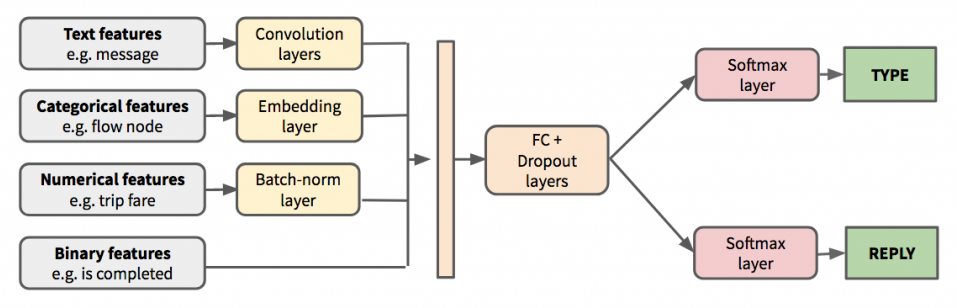 Text features
e.g. message
Convolution
layers
Categorical features
e.g. flow node
Embedding
layer
Numerical features
e.g. trip fare
Batch-norm
layer
Binary features
e.g. is completed
FC +
Dropout
layers
Softmax
layer
TYPE
Softmax
layer
REPLY